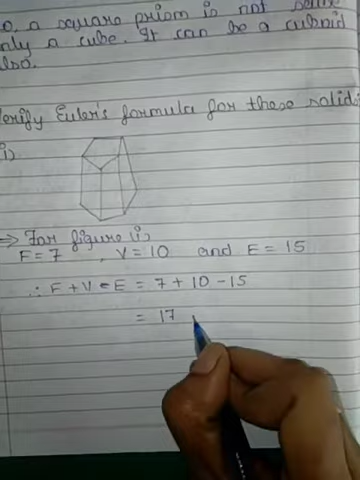 so, a square prism is not same
only a cube. It can be a cuboid
also.
Verify Euler's formula for these solids
i)
⇒ For figure (i)
F = 7 , V = 10 and E = 15
∴ F + V - E = 7 + 10 - 15
= 17